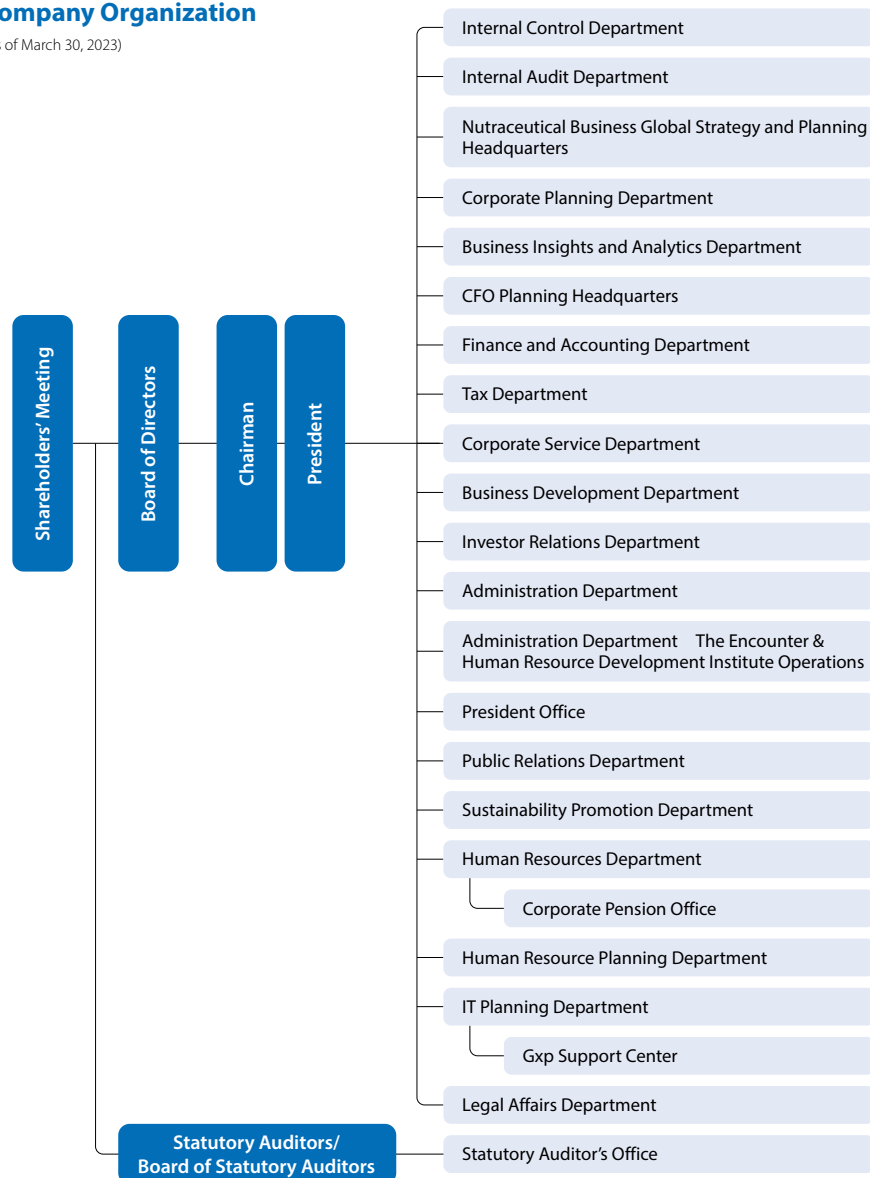 ompany Organization
s of March 30, 2023)
Internal Control Department
Internal Audit Department
Nutraceutical Business Global Strategy and Planning
Headquarters
Corporate Planning Department
Business Insights and Analytics Department
CFO Planning Headquarters
Finance and Accounting Department
Tax Department
Corporate Service Department
Business Development Department
Investor Relations Department
Administration Department
Administration Department The Encounter &
Human Resource Development Institute Operations
President Office
Public Relations Department
Sustainability Promotion Department
Human Resources Department
Corporate Pension Office
Human Resource Planning Department
IT Planning Department
Gxp Support Center
Legal Affairs Department
Statutory Auditor's Office
Shareholders' Meeting
Board of Directors
Chairman
President
Statutory Auditors/
Board of Statutory Auditors